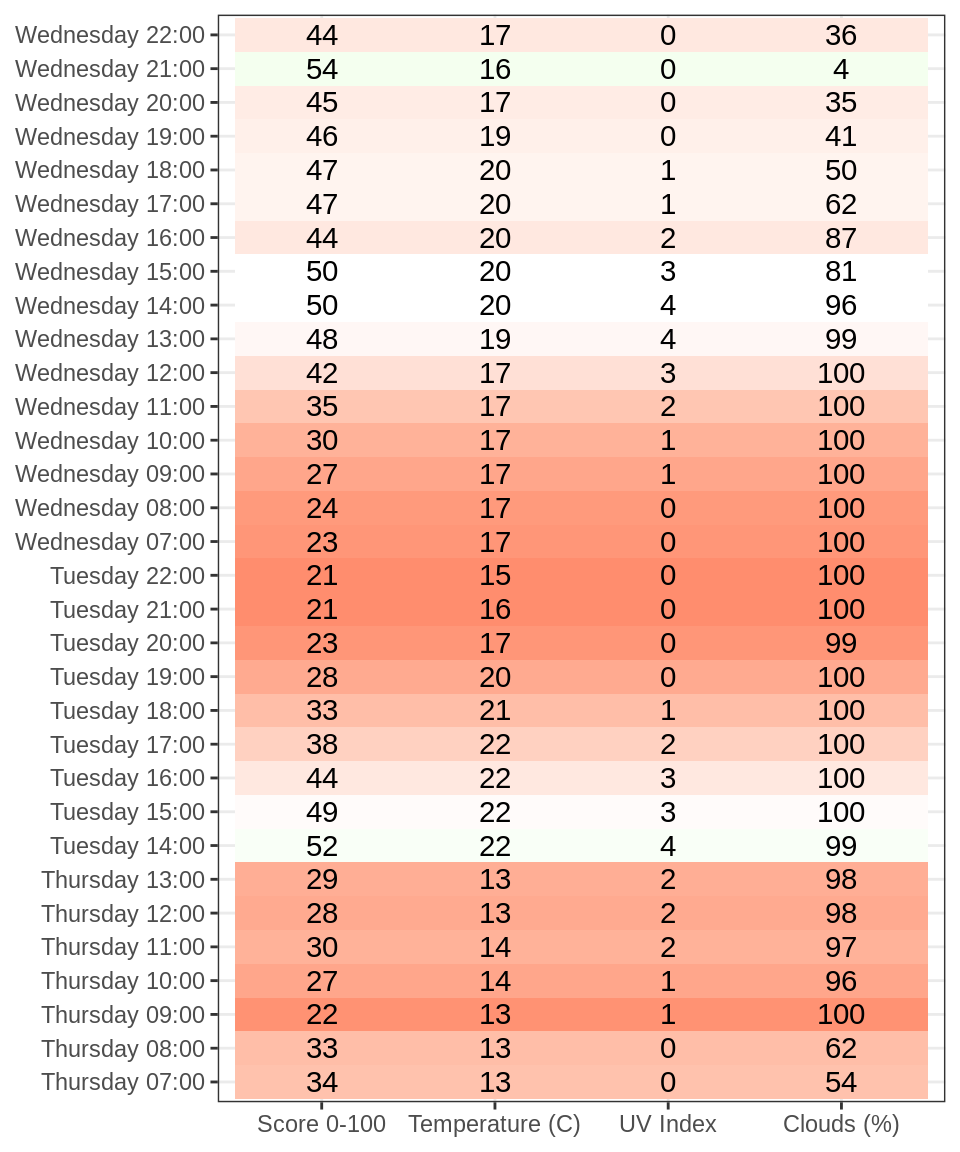 Wednesday 22:00 44 17 0 36
Wednesday 21:00 54 16 0 4
Wednesday 20:00 45 17 0 35
Wednesday 19:00 46 19 0 41
Wednesday 18:00 47 20 1 50
Wednesday 17:00 47 20 1 62
Wednesday 16:00 44 20 2 87
Wednesday 15:00 50 20 3 81
Wednesday 14:00 50 20 4 96
Wednesday 13:00 48 19 4 99
Wednesday 12:00 42 17 3 100
Wednesday 11:00 35 17 2 100
Wednesday 10:00 30 17 1 100
Wednesday 09:00 27 17 1 100
Wednesday 08:00 24 17 0 100
Wednesday 07:00 23 17 0 100
Tuesday 22:00 21 15 0 100
Tuesday 21:00 21 16 0 100
Tuesday 20:00 23 17 0 99
Tuesday 19:00 28 20 0 100
Tuesday 18:00 33 21 1 100
Tuesday 17:00 38 22 2 100
Tuesday 16:00 44 22 3 100
Tuesday 15:00 49 22 3 100
Tuesday 14:00 52 22 4 99
Thursday 13:00 29 13 2 98
Thursday 12:00 28 13 2 98
Thursday 11:00 30 14 2 97
Thursday 10:00 27 14 1 96
Thursday 09:00 22 13 1 100
Thursday 08:00 33 13 0 62
Thursday 07:00 34 13 0 54
Score 0-100 Temperature (C) UV Index Clouds (%)